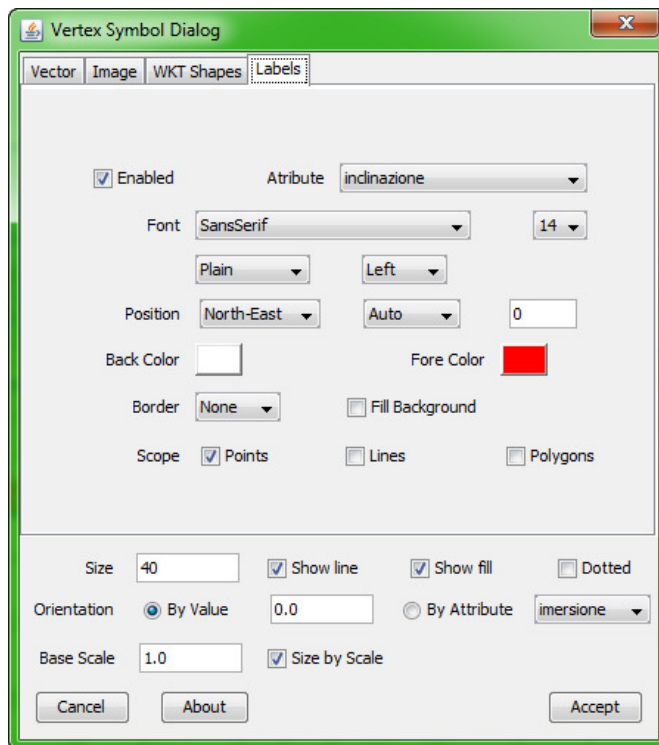 Vertex Symbol Dialog
Vector Image WKT Shapes Labels
Enabled Atribute inclinazione
Font SansSerif 14
Plain Left
Position North-East Auto 0
Back Color Fore Color
Border None Fill Background
Scope Points Lines Polygons
Size 40 Show line Show fill Dotted
Orientation By Value 0.0 By Attribute imersione
Base Scale 1.0 Size by Scale
Cancel About Accept